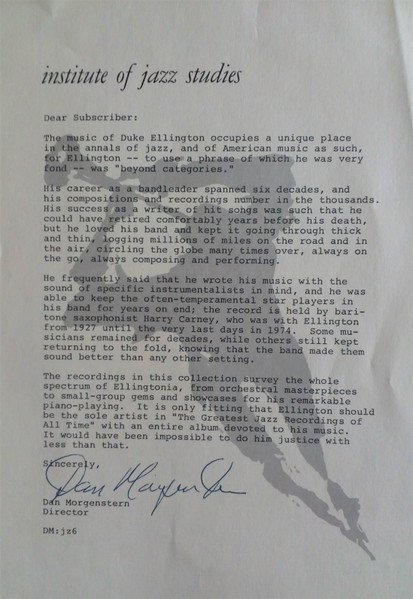 institute of jazz studies
Dear Subscriber:
The music of Duke Ellington occupies a unique place
in the annals of jazz, and of American music as such,
for Ellington -- to use a phrase of which he was very
fond -- was "beyond categories."
His career as a bandleader spanned six decades, and
his compositions and recordings number in the thousands.
His success as a writer of hit songs was such that he
could have retired comfortably years before his death,
but he loved his band and kept it going through thick
and thin, logging millions of miles on the road and in
the air, circling the globe many times over, always on
the go, always composing and performing.
He frequently said that he wrote his music with the
sound of specific instrumentalists in mind, and he was
able to keep the often-temperamental star players in
his band for years on end; the record is held by bari-
tone saxophonist Harry Carney, who was with Ellington
from 1927 until the very last days in 1974. Some mu-
sicians remained for decades, while others still kept
returning to the fold, knowing that the band made them
sound better than any other setting.
The recordings in this collection survey the whole
spectrum of Ellingtonia, from orchestral masterpieces
to small-group gems and showcases for his remarkable
piano-playing. It is only fitting that Ellington should
be the sole artist in "The Greatest Jazz Recordings of
All Time" with an entire album devoted to his music.
It would have been impossible to do him justice with
less than that.
Sincerely,
Dan Morgenstern
Dan Morgenstern
Director
DM:jz6